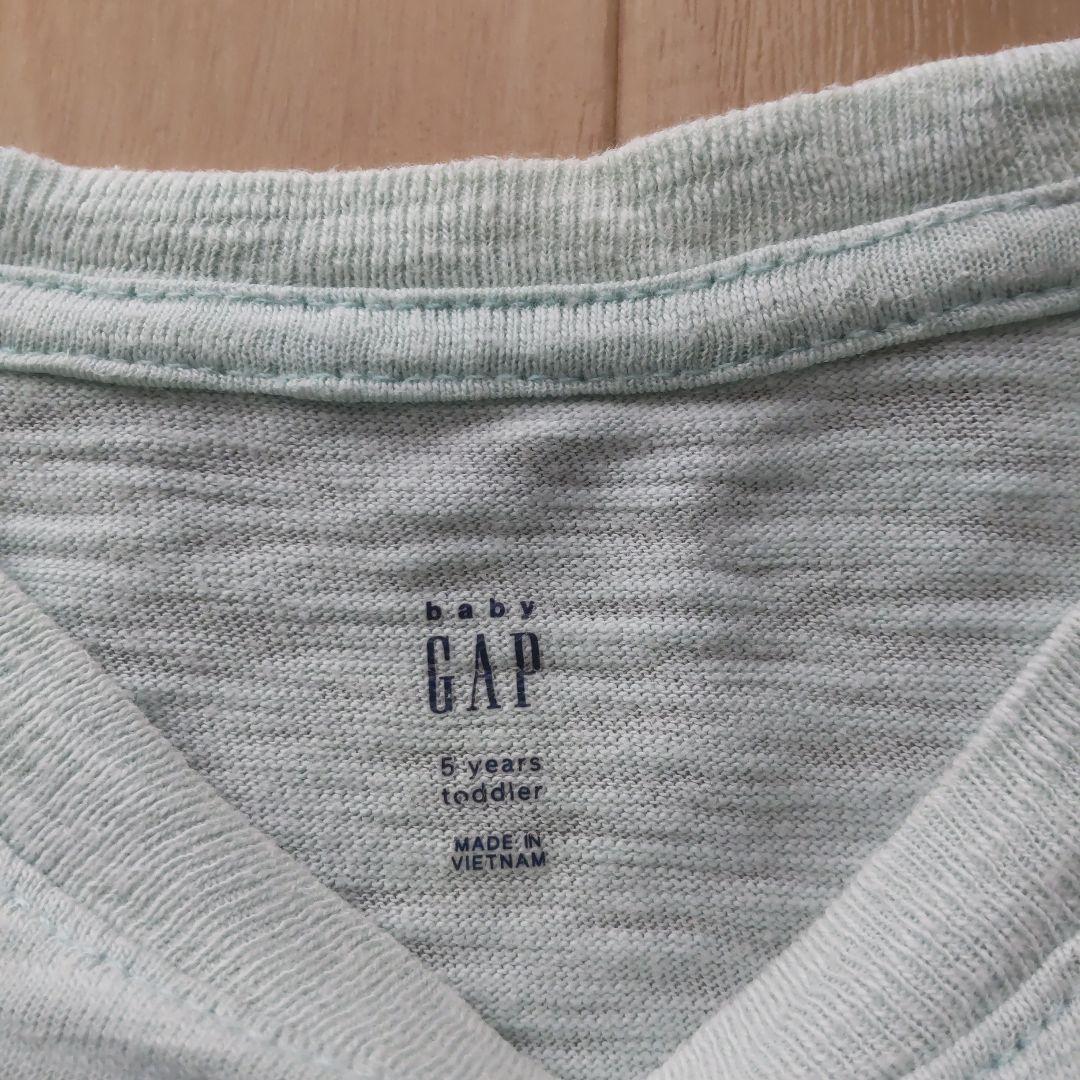 baby
GAP
5 years
toddler
MADE IN
VIETNAM